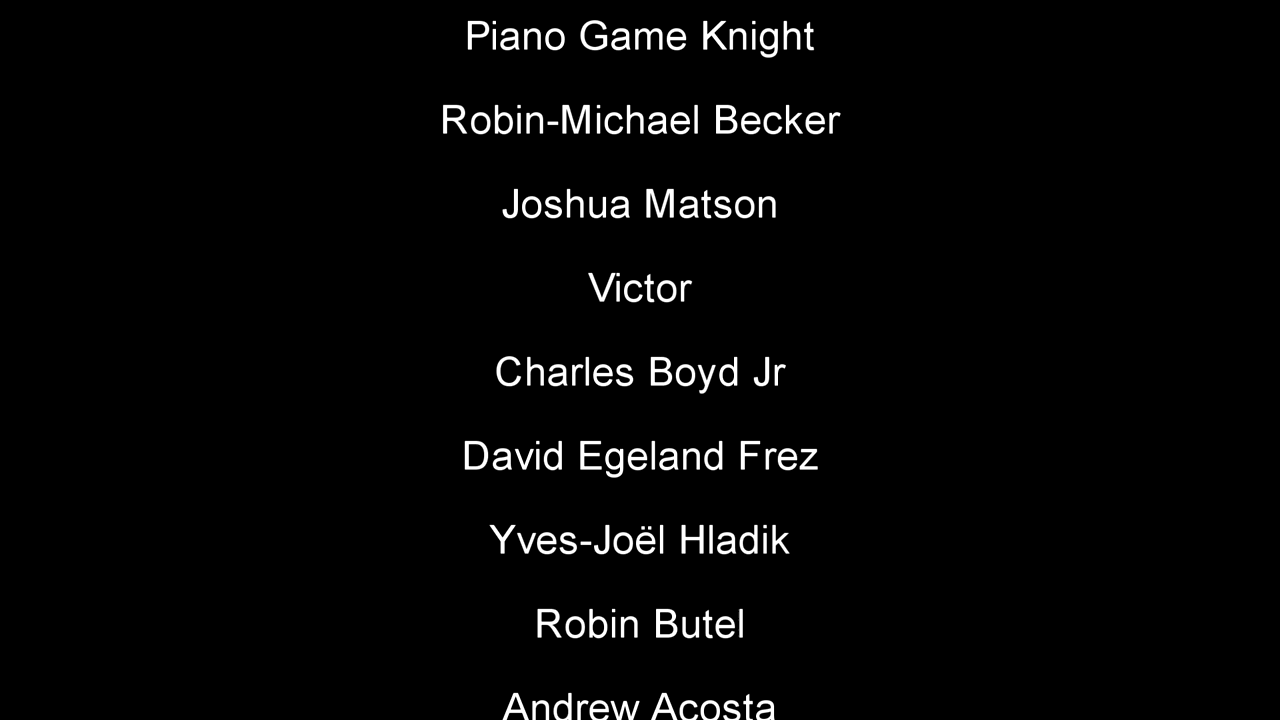 Piano Game Knight
Robin-Michael Becker
Joshua Matson
Victor
Charles Boyd Jr
David Egeland Frez
Yves-Joël Hladik
Robin Butel
Andrew Acosta